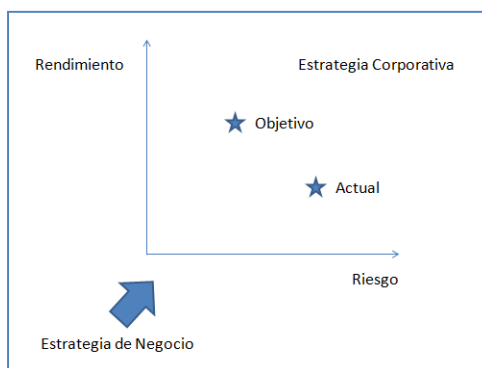 Rendimiento
Estrategia Corporativa
Objetivo
Actual
Riesgo
Estrategia de Negocio